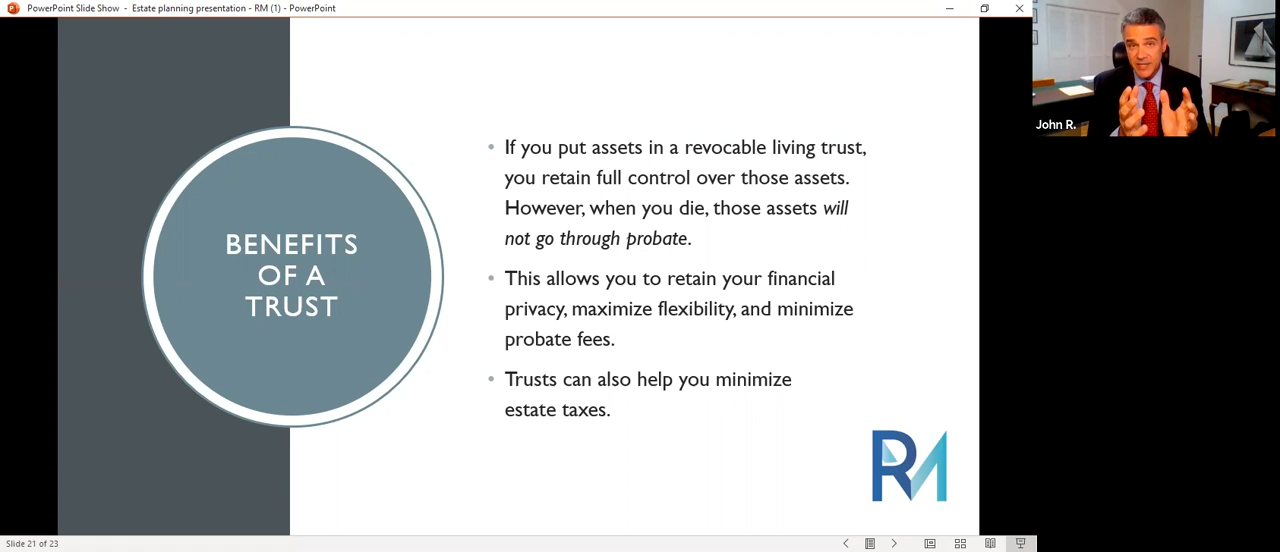 PowerPoint Slide Show - Estate planning presentation - RM (1) - PowerPoint
John R.
BENEFITS
OF A
TRUST
• If you put assets in a revocable living trust,
you retain full control over those assets.
However, when you die, those assets will
not go through probate.
• This allows you to retain your financial
privacy, maximize flexibility, and minimize
probate fees.
• Trusts can also help you minimize
estate taxes.
RM
Slide 21 of 23